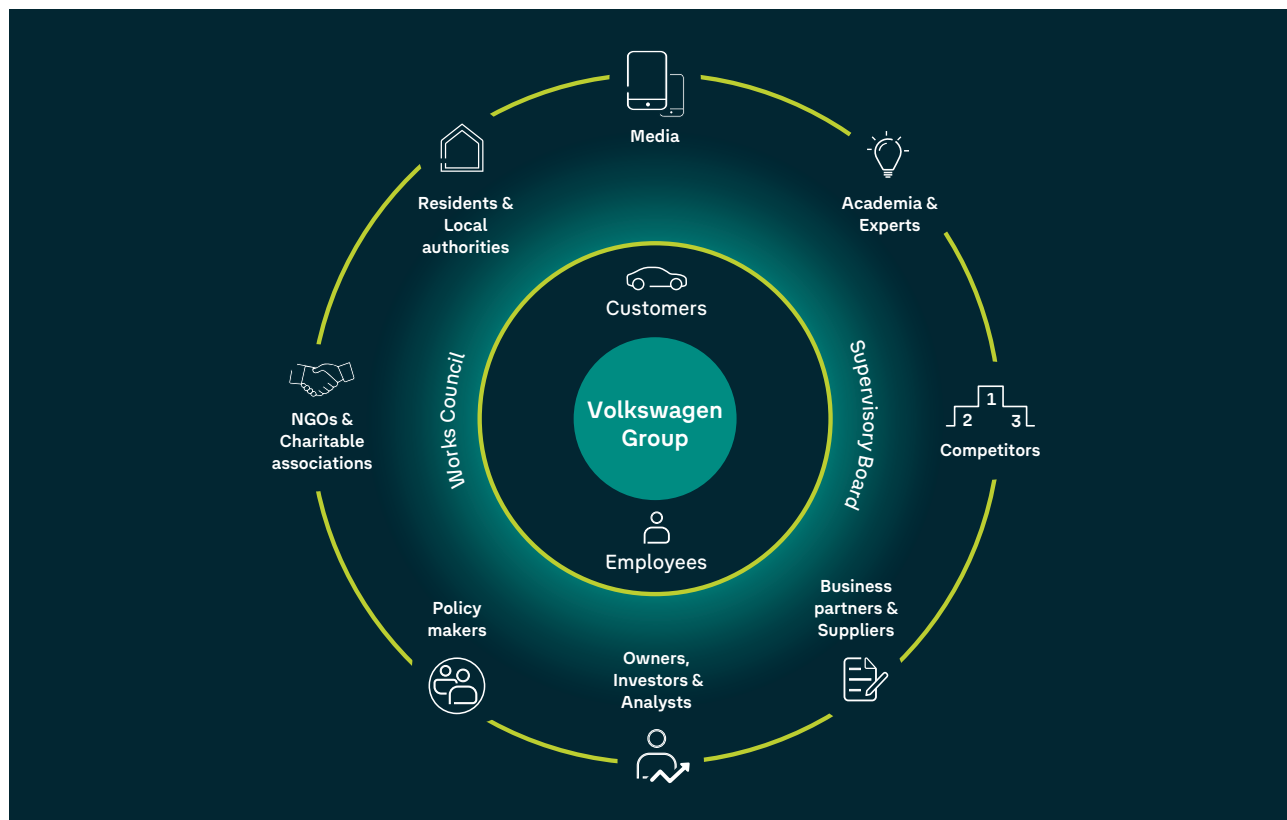 Media
Residents &
Local
authorities
Academia &
Experts
Customers
Works Council
Supervisory Board
Volkswagen
Group
NGOs &
Charitable
associations
1
2
3
Competitors
Employees
Policy
makers
Owners,
Investors &
Analysts
Business
partners &
Suppliers